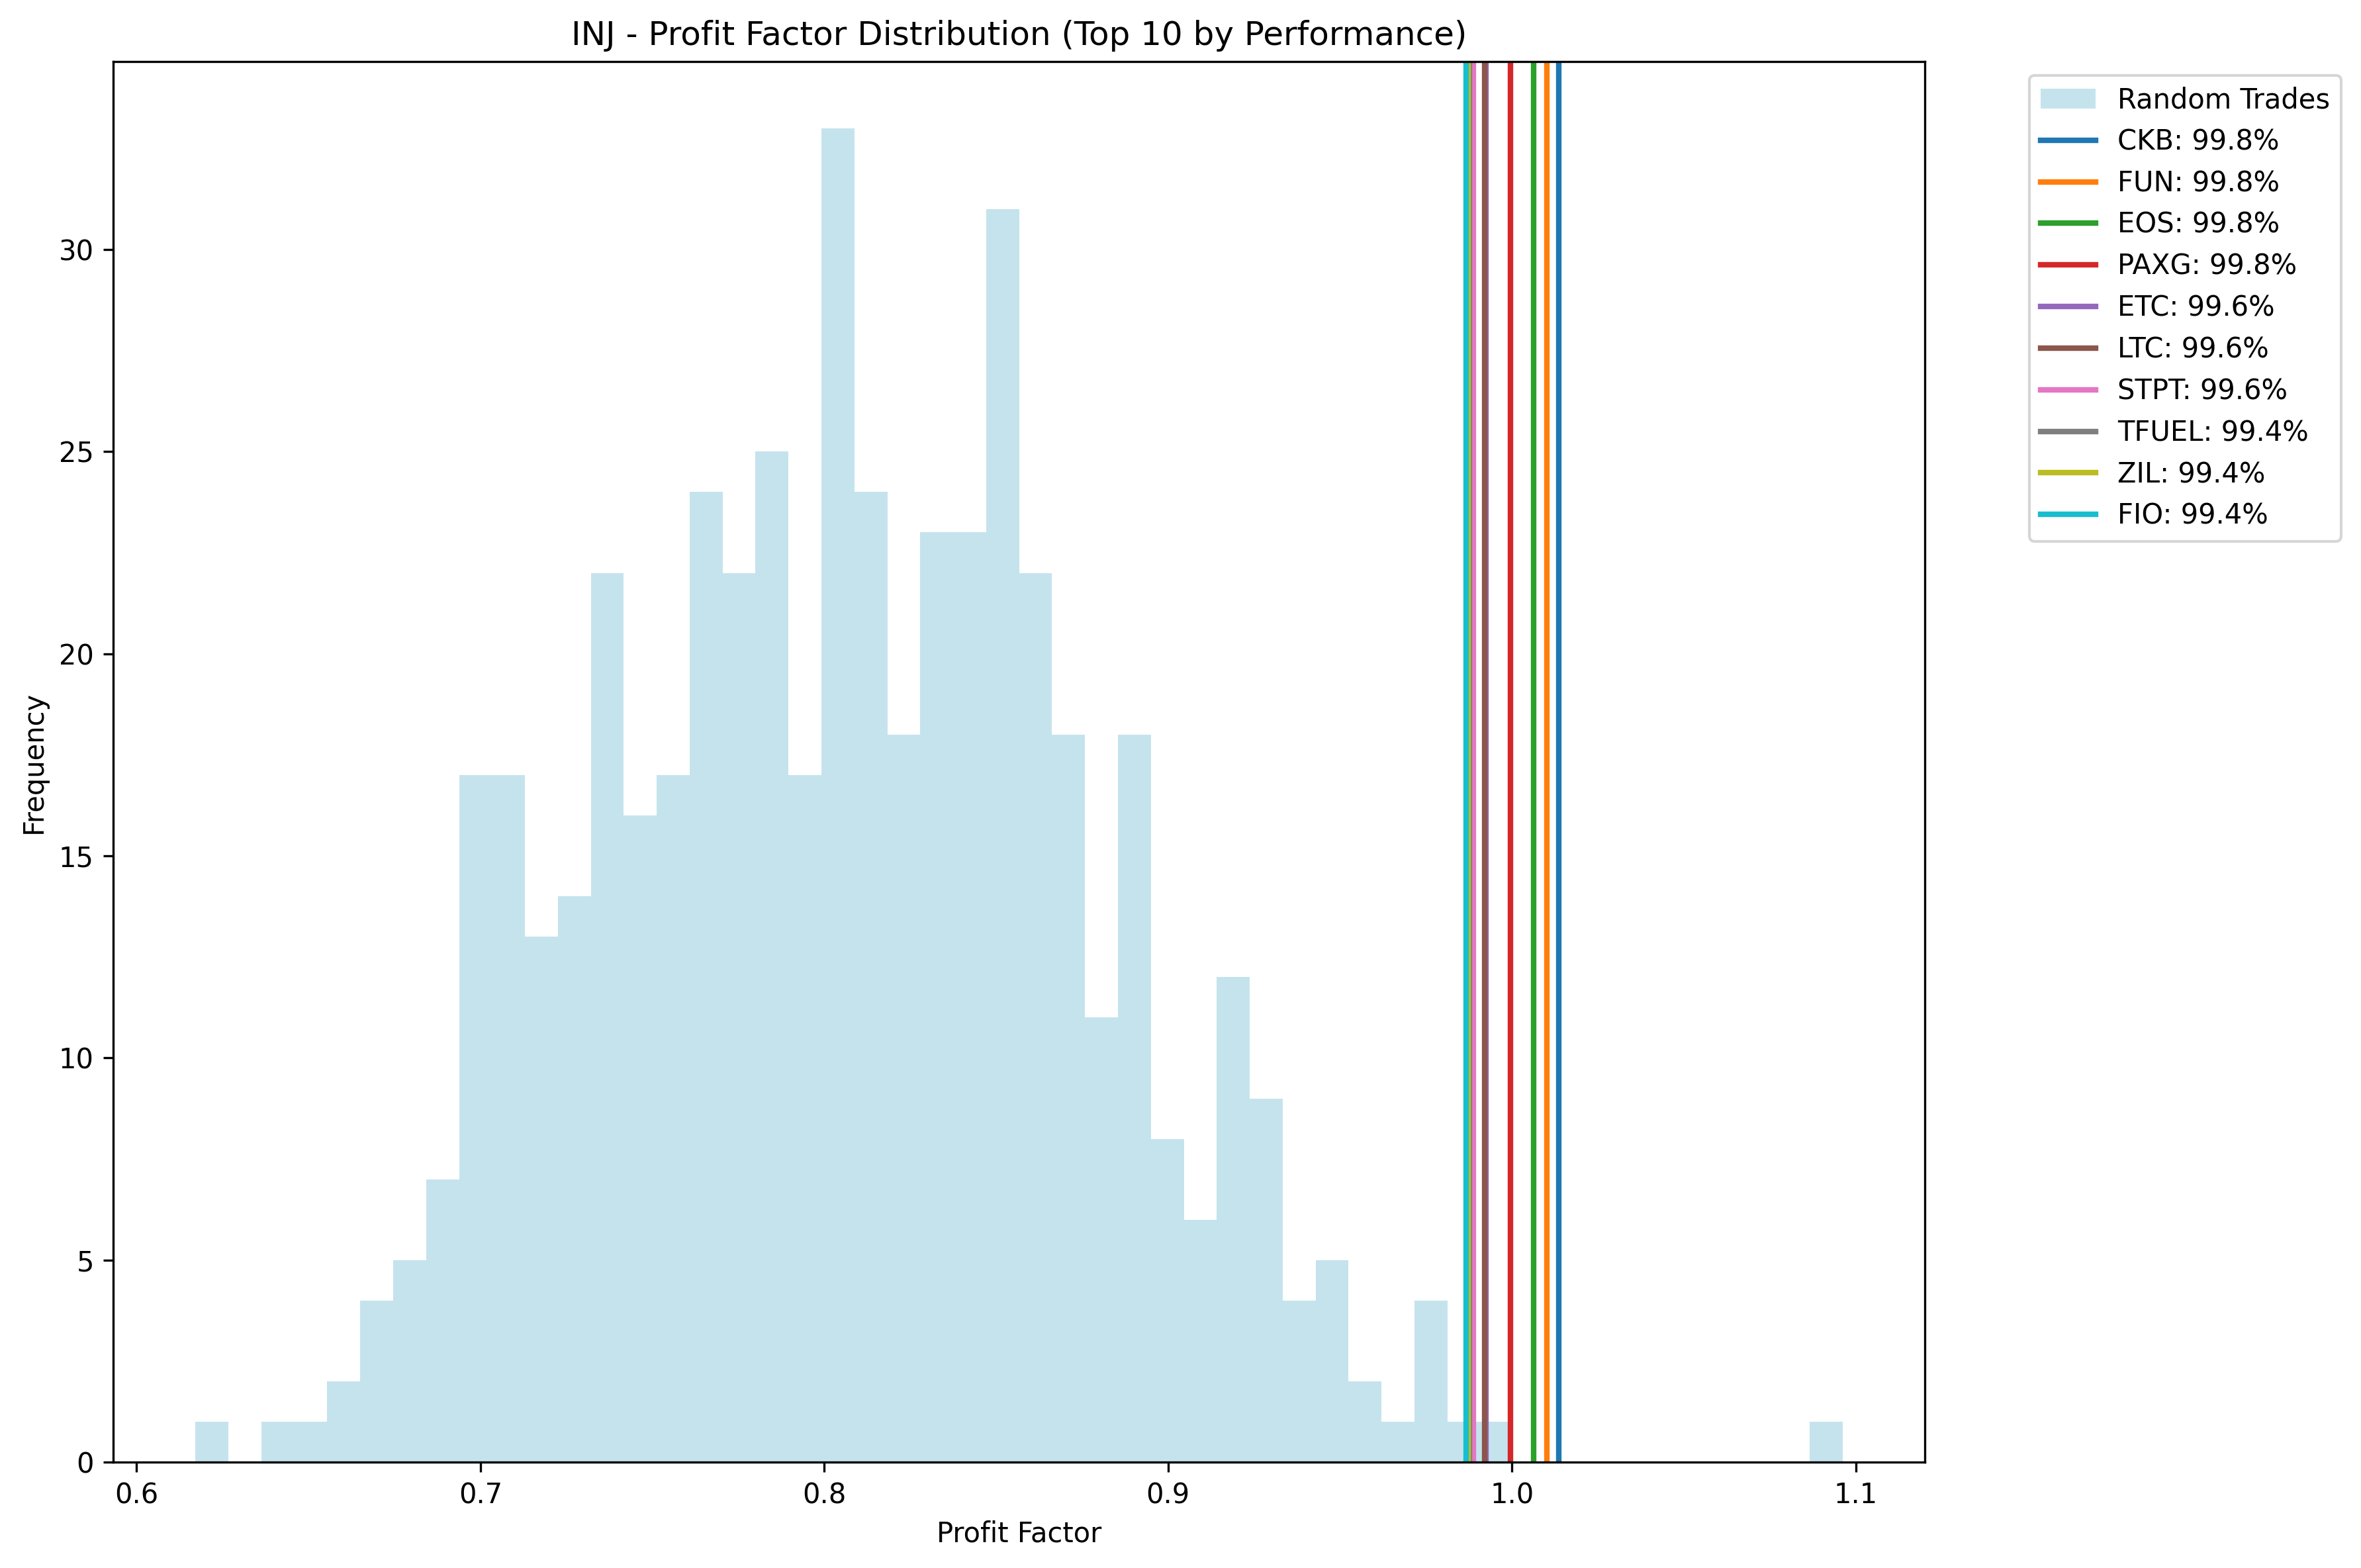 INJ - Profit Factor Distribution (Top 10 by Performance)
Random Trades
CKB: 99.8%
FUN: 99.8%
EOS: 99.8%
PAXG: 99.8%
ETC: 99.6%
LTC: 99.6%
STPT: 99.6%
TFUEL: 99.4%
ZIL: 99.4%
FIO: 99.4%
Frequency
30
25
20
15
10
5
0
0.6
0.7
0.8
0.9
1.0
1.1
Profit Factor